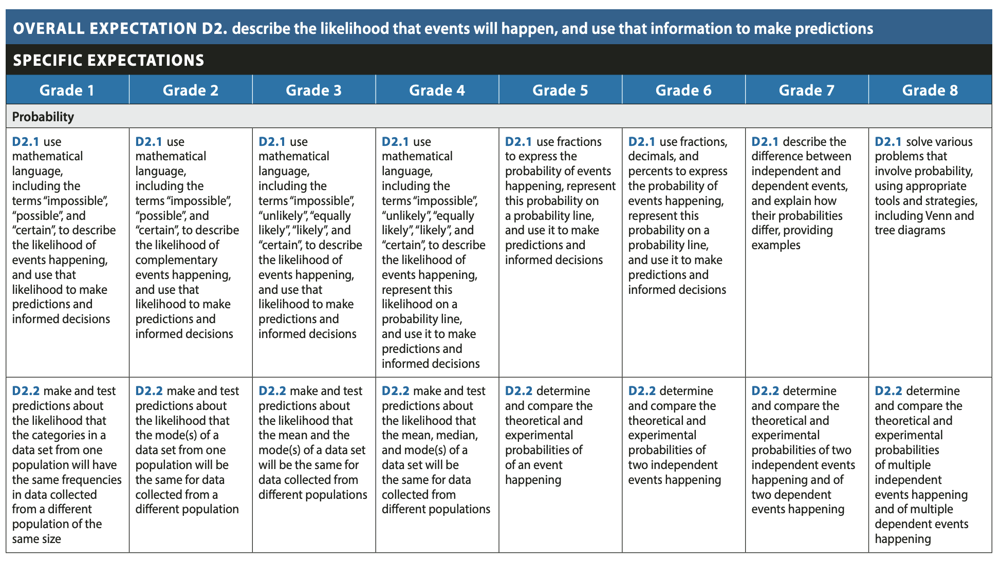 OVERALL EXPECTATION D2. describe the likelihood that events will happen, and use that information to make predictions
SPECIFIC EXPECTATIONS
Grade 1
Grade 2
Grade 3
Grade 4
Grade 5
Grade 6
Grade 7
Grade 8
Probability
D2.1 use
mathematical
language,
including the
terms “impossible”,
“possible”, and
“certain”, to describe
the likelihood of
events happening,
and use that
likelihood to make
predictions and
informed decisions
D2.1 use
mathematical
language,
including the
terms “impossible”,
“possible”, and
“certain”, to describe
the likelihood of
complementary
events happening,
and use that
likelihood to make
predictions and
informed decisions
D2.1 use
mathematical
language,
including the
terms “impossible”,
“unlikely”, “equally
likely”, “likely”, and
“certain”, to describe
the likelihood of
events happening,
and use that
likelihood to make
predictions and
informed decisions
D2.1 use
mathematical
language,
including the
terms “impossible”,
“unlikely”, “equally
likely”, “likely”, and
“certain”, to describe
the likelihood of
events happening,
represent this
likelihood on a
probability line,
and use it to make
predictions and
informed decisions
D2.1 use fractions
to express the
probability of events
happening, represent
this probability on
a probability line,
and use it to make
predictions and
informed decisions
D2.1 use fractions,
decimals, and
percents to express
the probability of
events happening,
represent this
probability on a
probability line,
and use it to make
predictions and
informed decisions
D2.1 describe the
difference between
independent and
dependent events,
and explain how
their probabilities
differ, providing
examples
D2.1 solve various
problems that
involve probability,
using appropriate
tools and strategies,
including Venn and
tree diagrams
D2.2 make and test
predictions about
the likelihood that
the categories in a
data set from one
population will have
the same frequencies
in data collected
from a different
population of the
same size
D2.2 make and test
predictions about
the likelihood that
the mode(s) of a
data set from one
population will be
the same for data
collected from a
different population
D2.2 make and test
predictions about
the likelihood that
the mean and the
mode(s) of a data set
will be the same for
data collected from
different populations
D2.2 make and test
predictions about
the likelihood that
the mean, median,
and mode(s) of a
data set will be
the same for data
collected from
different populations
D2.2 determine
and compare the
theoretical and
experimental
probabilities of
of an event
happening
D2.2 determine
and compare the
theoretical and
experimental
probabilities of
two independent
events happening
D2.2 determine
and compare the
theoretical and
experimental
probabilities of two
independent events
happening and of
two dependent
events happening
D2.2 determine
and compare the
theoretical and
experimental
probabilities
of multiple
independent
events happening
and of multiple
dependent events
happening